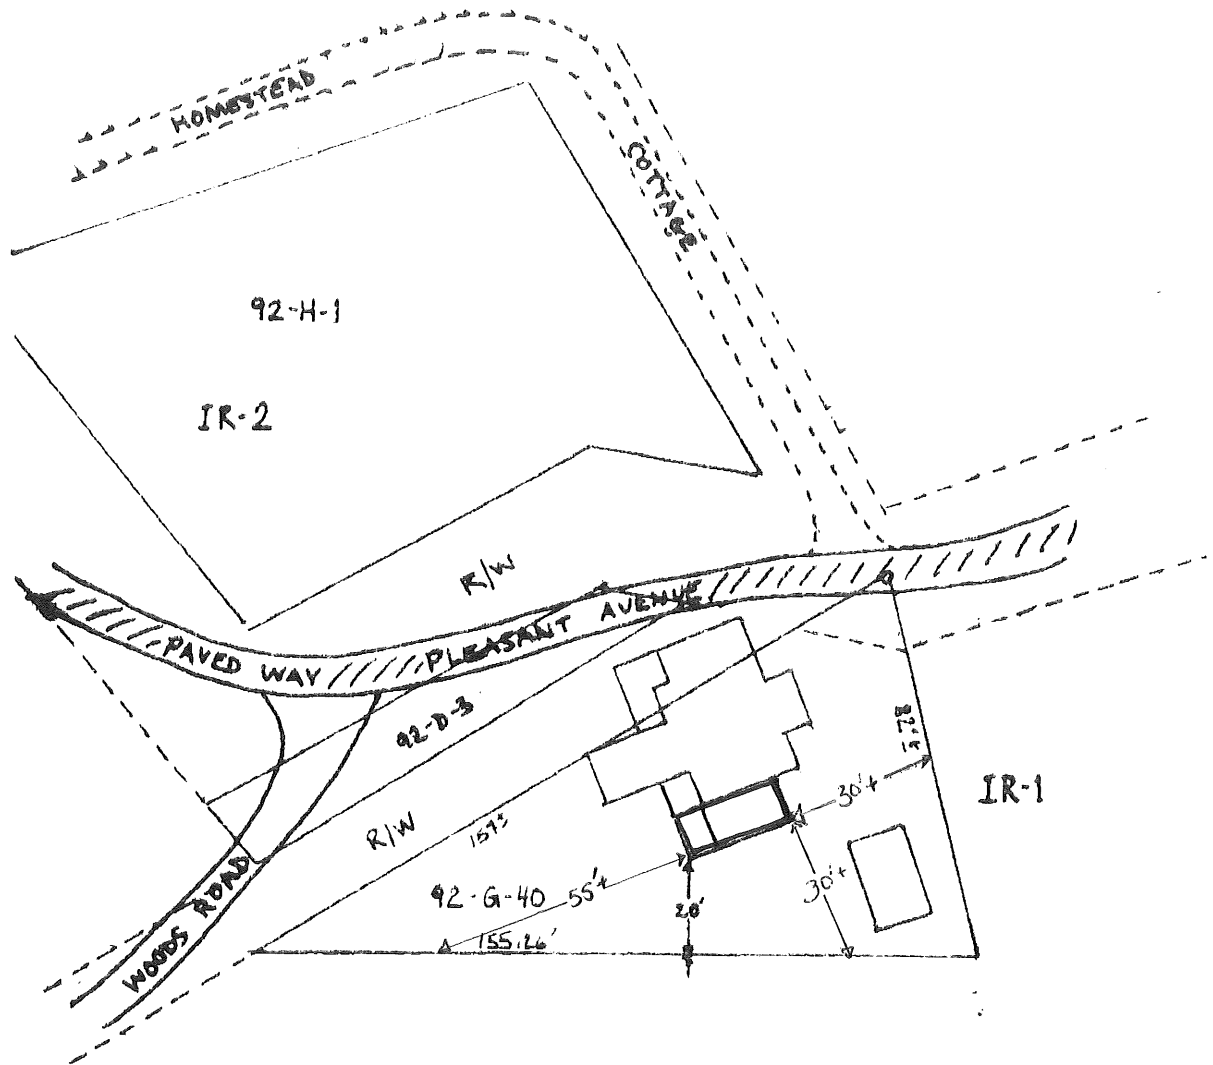 HOMESTEAD
COTTAGE
92-H-1
IR-2
R/W
PAVED WAY
PLEASANT AVENUE
92-D-3
R/W
157±
82'±
IR-1
30'±
30'±
92-G-40
55'±
20'
155.26'
WOODS ROAD